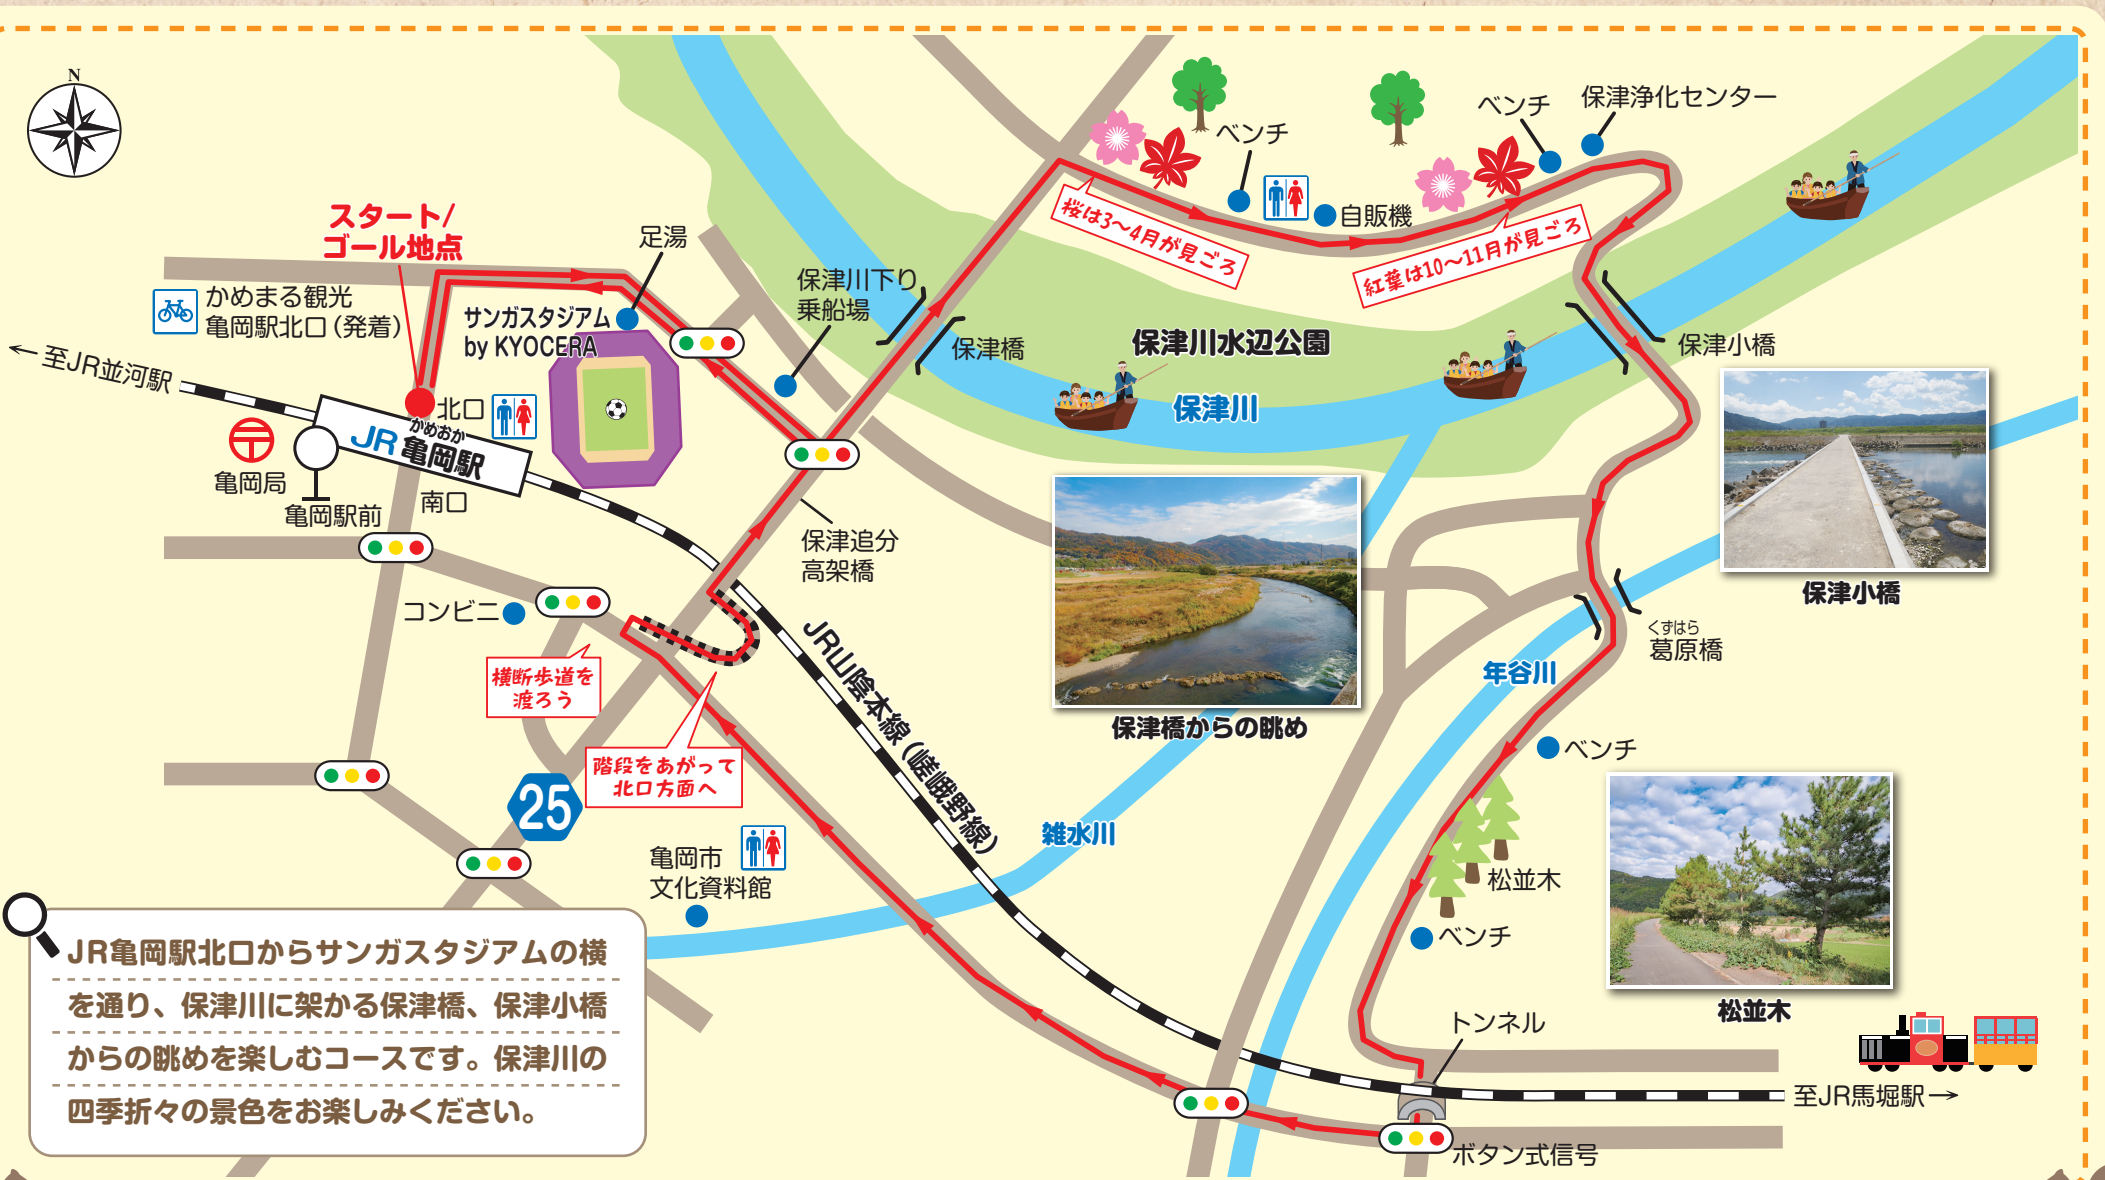 N
スタート/
ゴール地点
かめまる観光
亀岡駅北口（発着）
←至JR並河駅
サンガスタジアム
by KYOCERA
足湯
保津川下り
乗船場
保津橋
北口
かめおか
JR亀岡駅
南口
亀岡局
亀岡駅前
コンビニ
横断歩道を
渡ろう
階段をあがって
北口方面へ
25
亀岡市
文化資料館
保津追分
高架橋
JR山陰本線（嵯峨野線）
雑水川
ベンチ
自販機
桜は3〜4月が見ごろ
ベンチ
保津浄化センター
紅葉は10〜11月が見ごろ
保津川水辺公園
保津川
保津小橋
保津小橋
保津橋からの眺め
くずはら
葛原橋
年谷川
ベンチ
松並木
ベンチ
松並木
トンネル
至JR馬堀駅→
ボタン式信号
JR亀岡駅北口からサンガスタジアムの横
を通り、保津川に架かる保津橋、保津小橋
からの眺めを楽しむコースです。保津川の
四季折々の景色をお楽しみください。